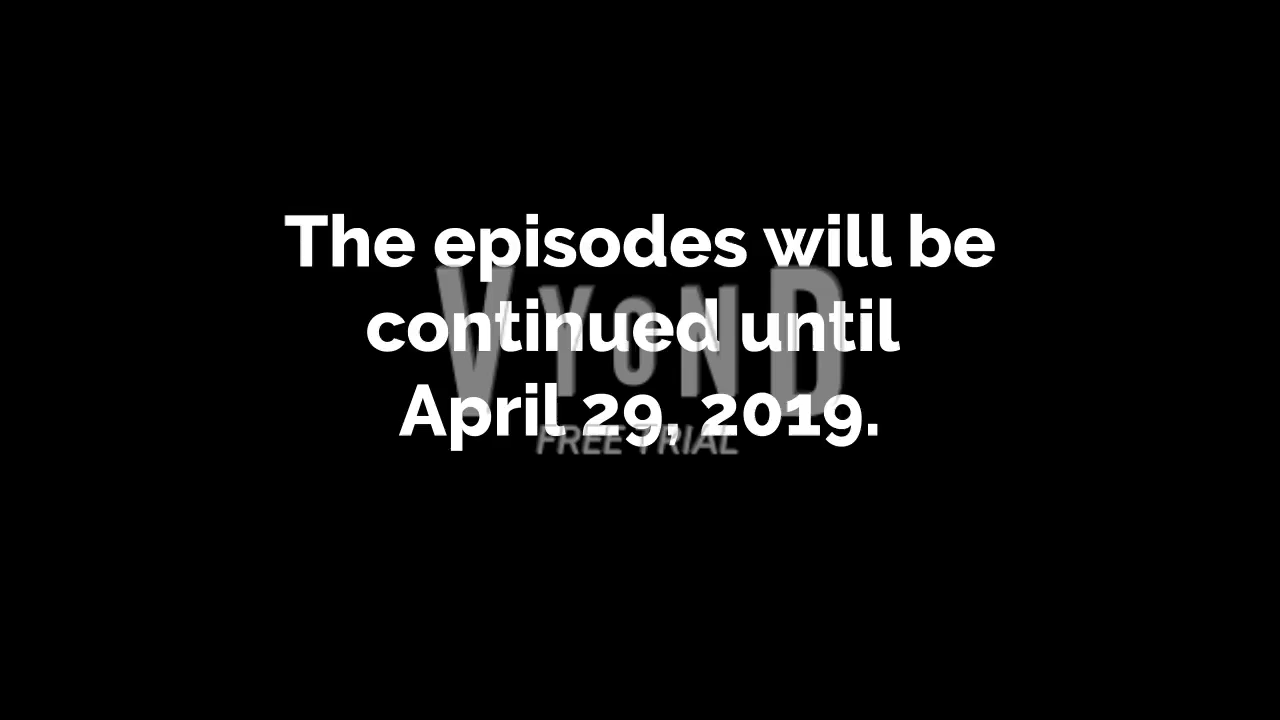 The episodes will be
continued until
April 29, 2019.
VYOND
FREE TRIAL